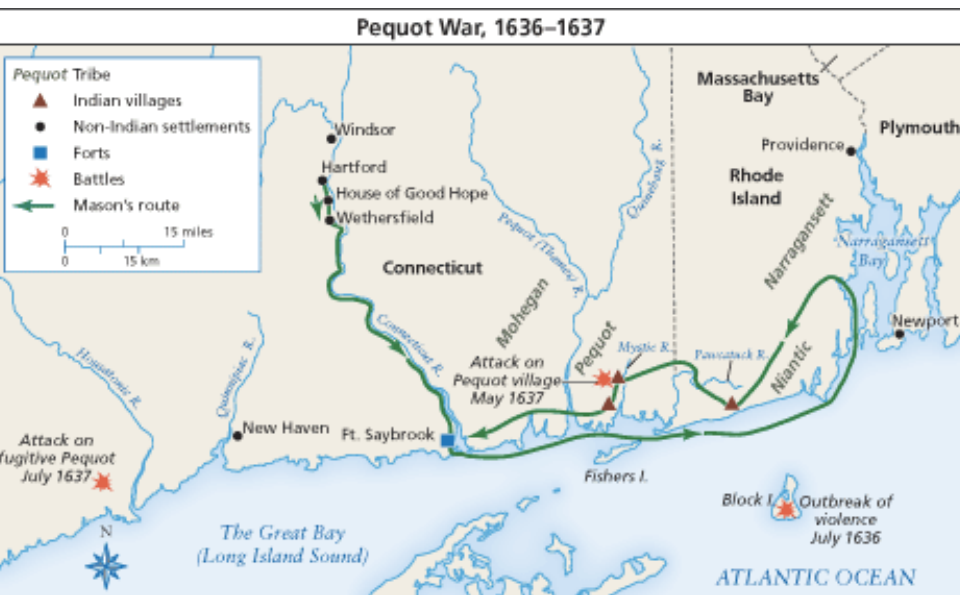 Pequot War, 1636–1637
Pequot Tribe
Indian villages
Non-Indian settlements
Forts
Battles
Mason's route
0 15 miles
0 15 km
Massachusetts
Bay
Plymouth
Providence
Rhode
Island
Windsor
Hartford
House of Good Hope
Wethersfield
Connecticut
Connecticut R.
Pequot (Thames) R.
Quinebaug R.
Mohegan
Pequot
Narragansett
Narragansett
Bay
Newport
Niantic
Mystic R.
Pawcatuck R.
Attack on
Pequot village
May 1637
Housatonic R.
Quinnipiac R.
New Haven
Ft. Saybrook
Attack on
fugitive Pequot
July 1637
Fishers I.
Block I.
Outbreak of
violence
July 1636
N
The Great Bay
(Long Island Sound)
ATLANTIC OCEAN